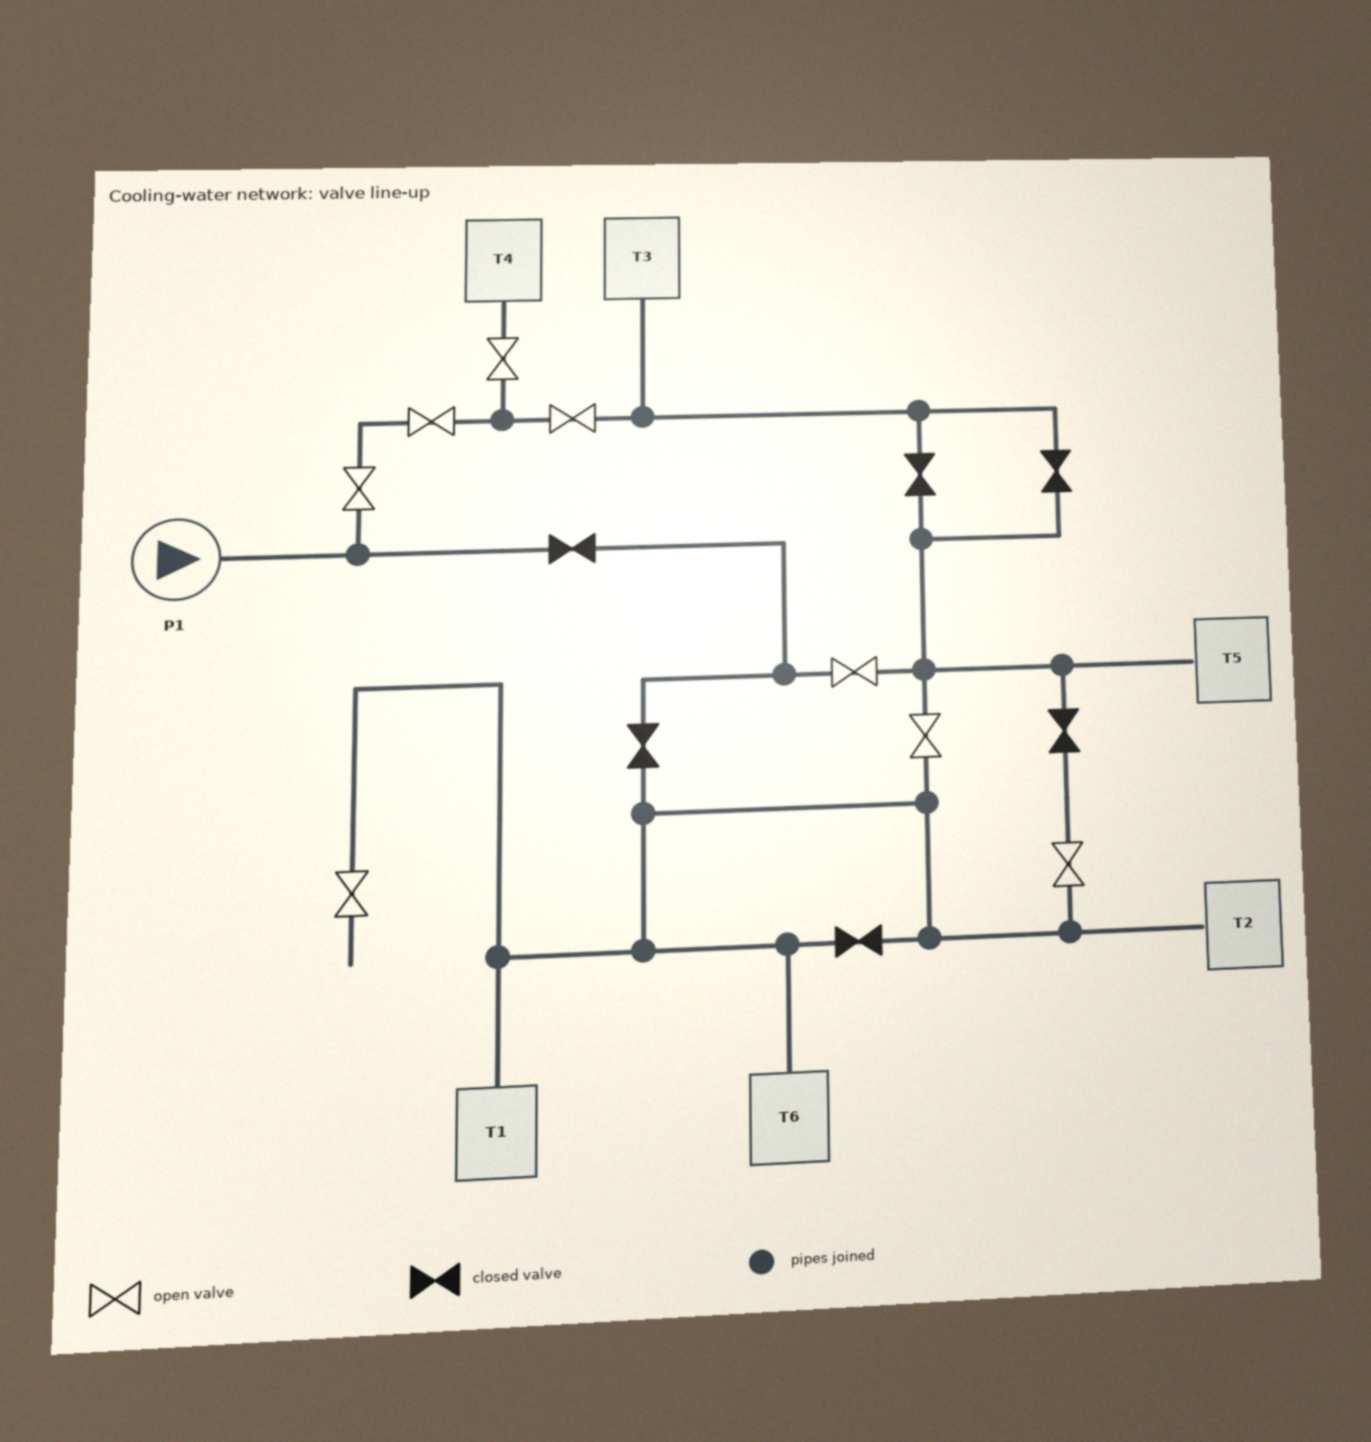 Cooling-water network: valve line-up
T4
T3
P1
T5
T2
T1
T6
open valve
closed valve
pipes joined